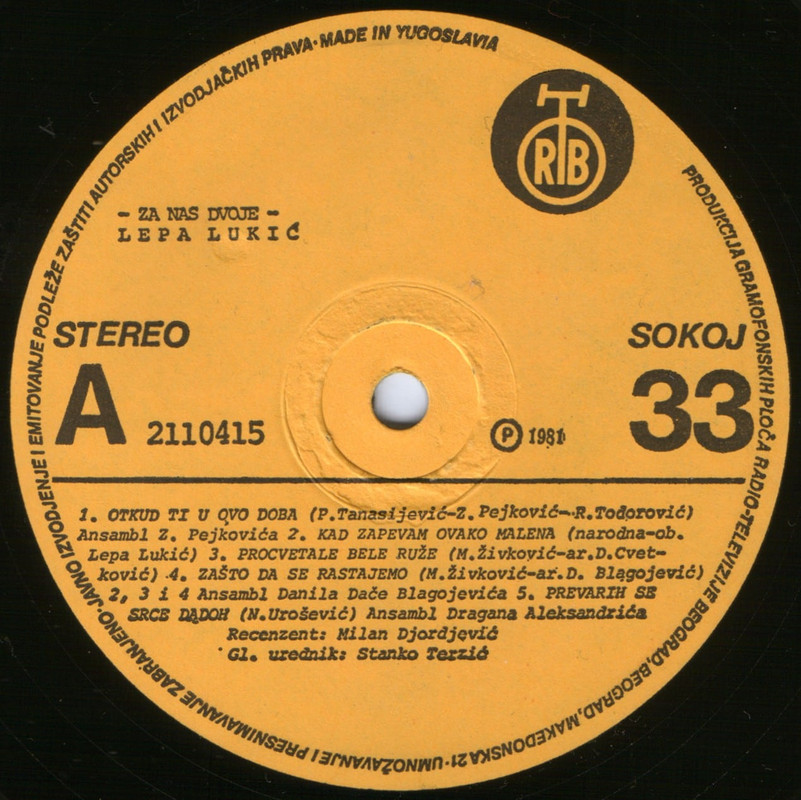 PRODUKCIJA GRAMOFONSKIH PLOČA RADIO-TELEVIZIJE BEOGRAD, BEOGRAD, MAKEDONSKA 21 · UMNOŽAVANJE I PRESNIMAVANJE ZABRANJENO · JAVNO IZVODJENJE I EMITOVANJE PODLEŽE ZAŠTITI AUTORSKIH I IZVODJAČKIH PRAVA · MADE IN YUGOSLAVIA
RTB
- ZA NAS DVOJE -
LEPA LUKIĆ
STEREO
SOKOJ
A 2110415
Ⓟ 1981
33
1. OTKUD TI U OVO DOBA (P.Tanasijević-Z.Pejković-R.Todorović)
Ansambl Z. Pejkovića 2. KAD ZAPEVAM OVAKO MALENA (narodna-ob.
Lepa Lukić) 3. PROCVETALE BELE RUŽE (M.Živković-ar.D.Cvet-
ković) 4. ZAŠTO DA SE RASTAJEMO (M.Živković-ar.D. Blagojević)
2, 3 i 4 Ansambl Danila Dače Blagojevića 5. PREVARIH SE
SRCE DADOH (N.Urošević) Ansambl Dragana Aleksandrića
Recenzent: Milan Djordjević
Gl. urednik: Stanko Terzić